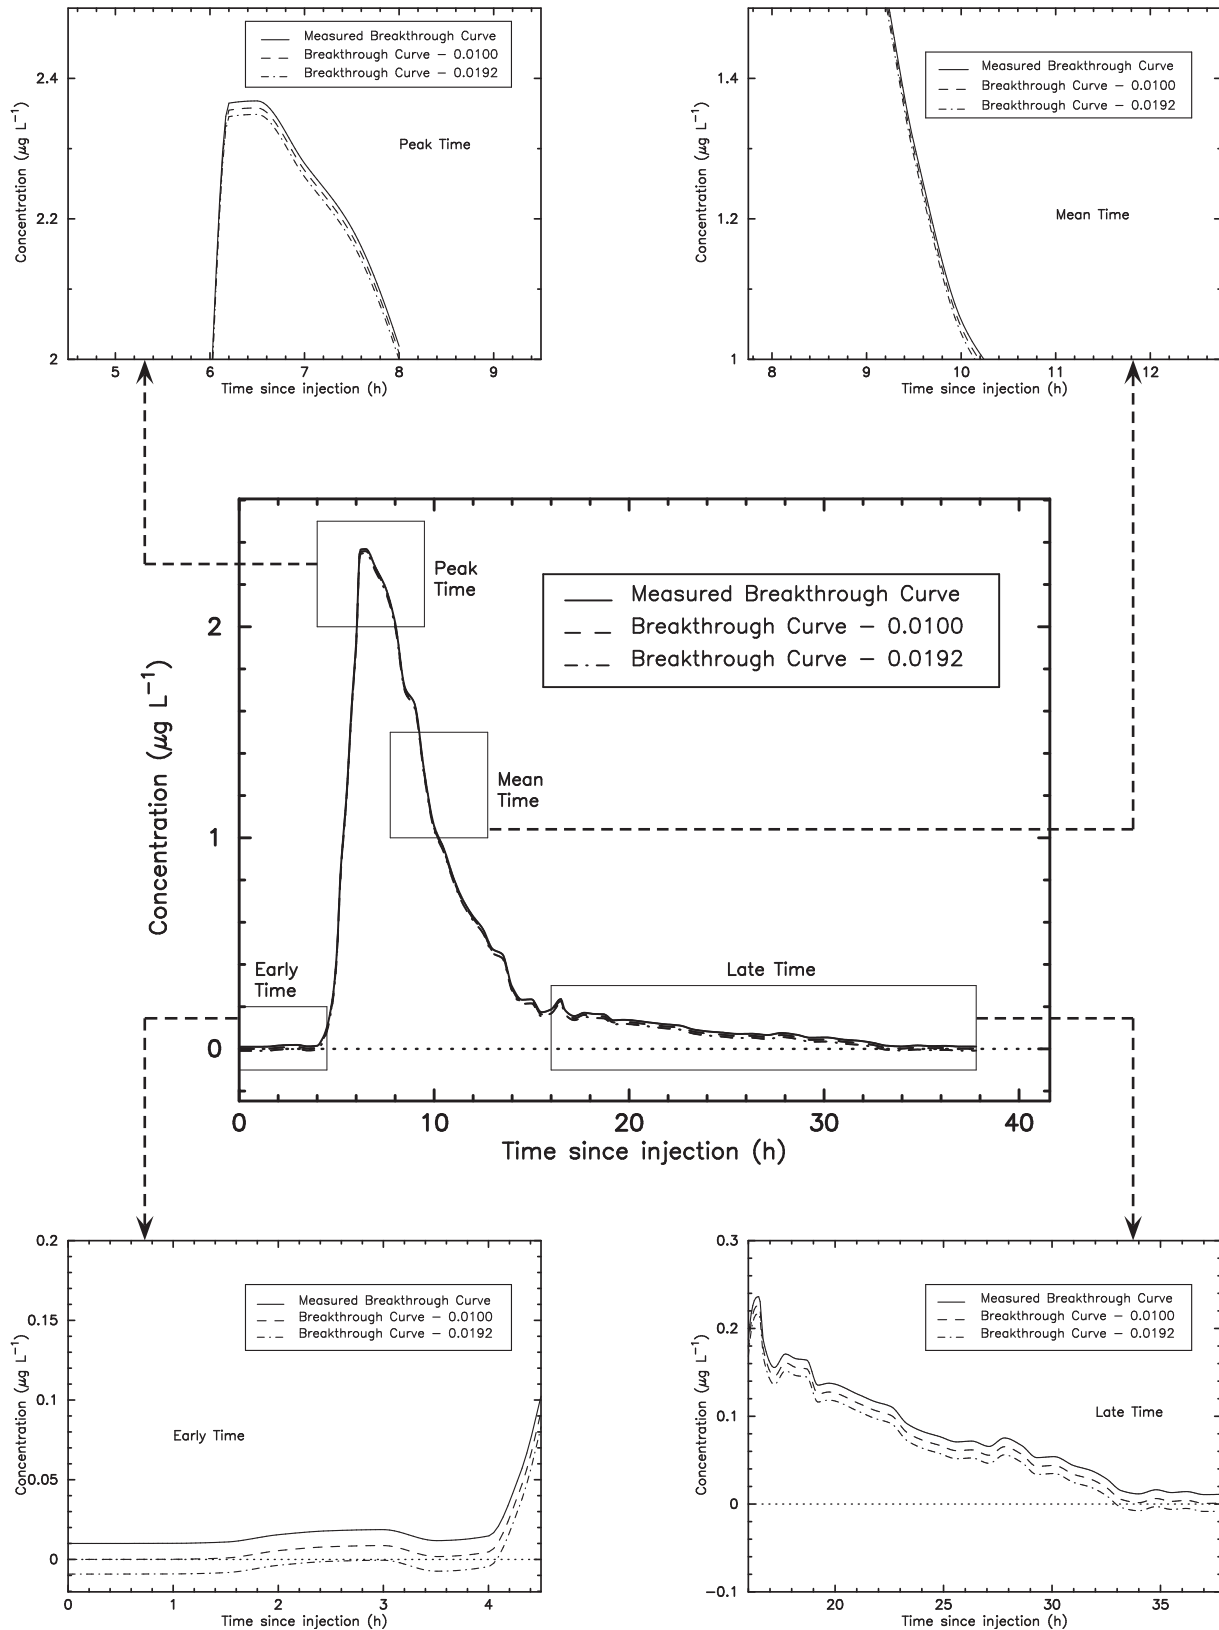 Measured Breakthrough Curve
Breakthrough Curve − 0.0100
Breakthrough Curve − 0.0192
Peak Time
Concentration (μg L−1)
2.4
2.2
2
5 6 7 8 9
Time since injection (h)
Measured Breakthrough Curve
Breakthrough Curve − 0.0100
Breakthrough Curve − 0.0192
Mean Time
Concentration (μg L−1)
1.4
1.2
1
8 9 10 11 12
Time since injection (h)
Measured Breakthrough Curve
Breakthrough Curve − 0.0100
Breakthrough Curve − 0.0192
Peak
Time
Mean
Time
Early
Time
Late Time
Concentration (μg L−1)
2
1
0
0 10 20 30 40
Time since injection (h)
Measured Breakthrough Curve
Breakthrough Curve − 0.0100
Breakthrough Curve − 0.0192
Early Time
Concentration (μg L−1)
0.2
0.15
0.1
0.05
0
0 1 2 3 4
Time since injection (h)
Measured Breakthrough Curve
Breakthrough Curve − 0.0100
Breakthrough Curve − 0.0192
Late Time
Concentration (μg L−1)
0.3
0.2
0.1
0
−0.1
20 25 30 35
Time since injection (h)